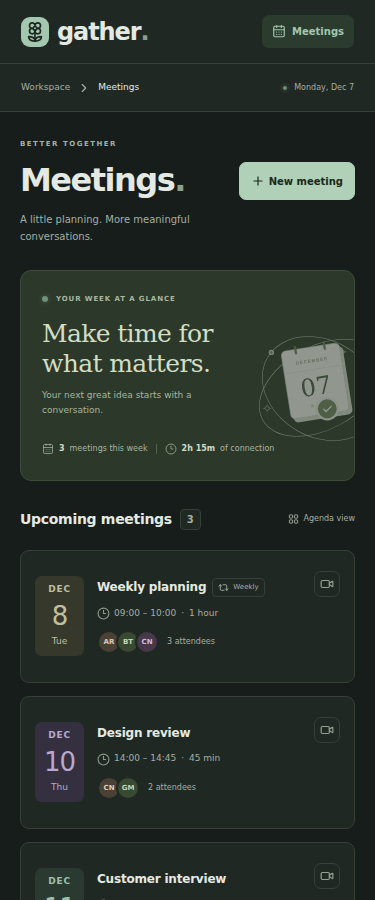 gather.
Meetings
Workspace > Meetings
Monday, Dec 7
BETTER TOGETHER
Meetings.
+ New meeting
A little planning. More meaningful
conversations.
YOUR WEEK AT A GLANCE
Make time for
what matters.
Your next great idea starts with a
conversation.
DECEMBER
07
3 meetings this week
2h 15m of connection
Upcoming meetings 3
Agenda view
DEC
8
Tue
Weekly planning
Weekly
09:00 – 10:00 · 1 hour
AR BT CN 3 attendees
DEC
10
Thu
Design review
14:00 – 14:45 · 45 min
CN GM 2 attendees
DEC
Customer interview